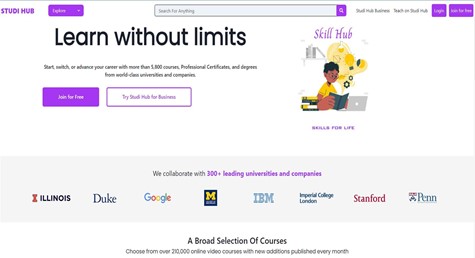 STUDI HUB
Explore
Search For Anything
Studi Hub Business
Teach on Studi Hub
Login
Join for free
Learn without limits
Start, switch, or advance your career with more than 5,800 courses, Professional Certificates, and degrees
from world-class universities and companies.
Join for Free
Try Studi Hub for Business
Skill Hub
SKILLS FOR LIFE
We collaborate with 300+ leading universities and companies
ILLINOIS
Duke
Google
M
IBM
Imperial College
London
Stanford
Penn
A Broad Selection Of Courses
Choose from over 210,000 online video courses with new additions published every month